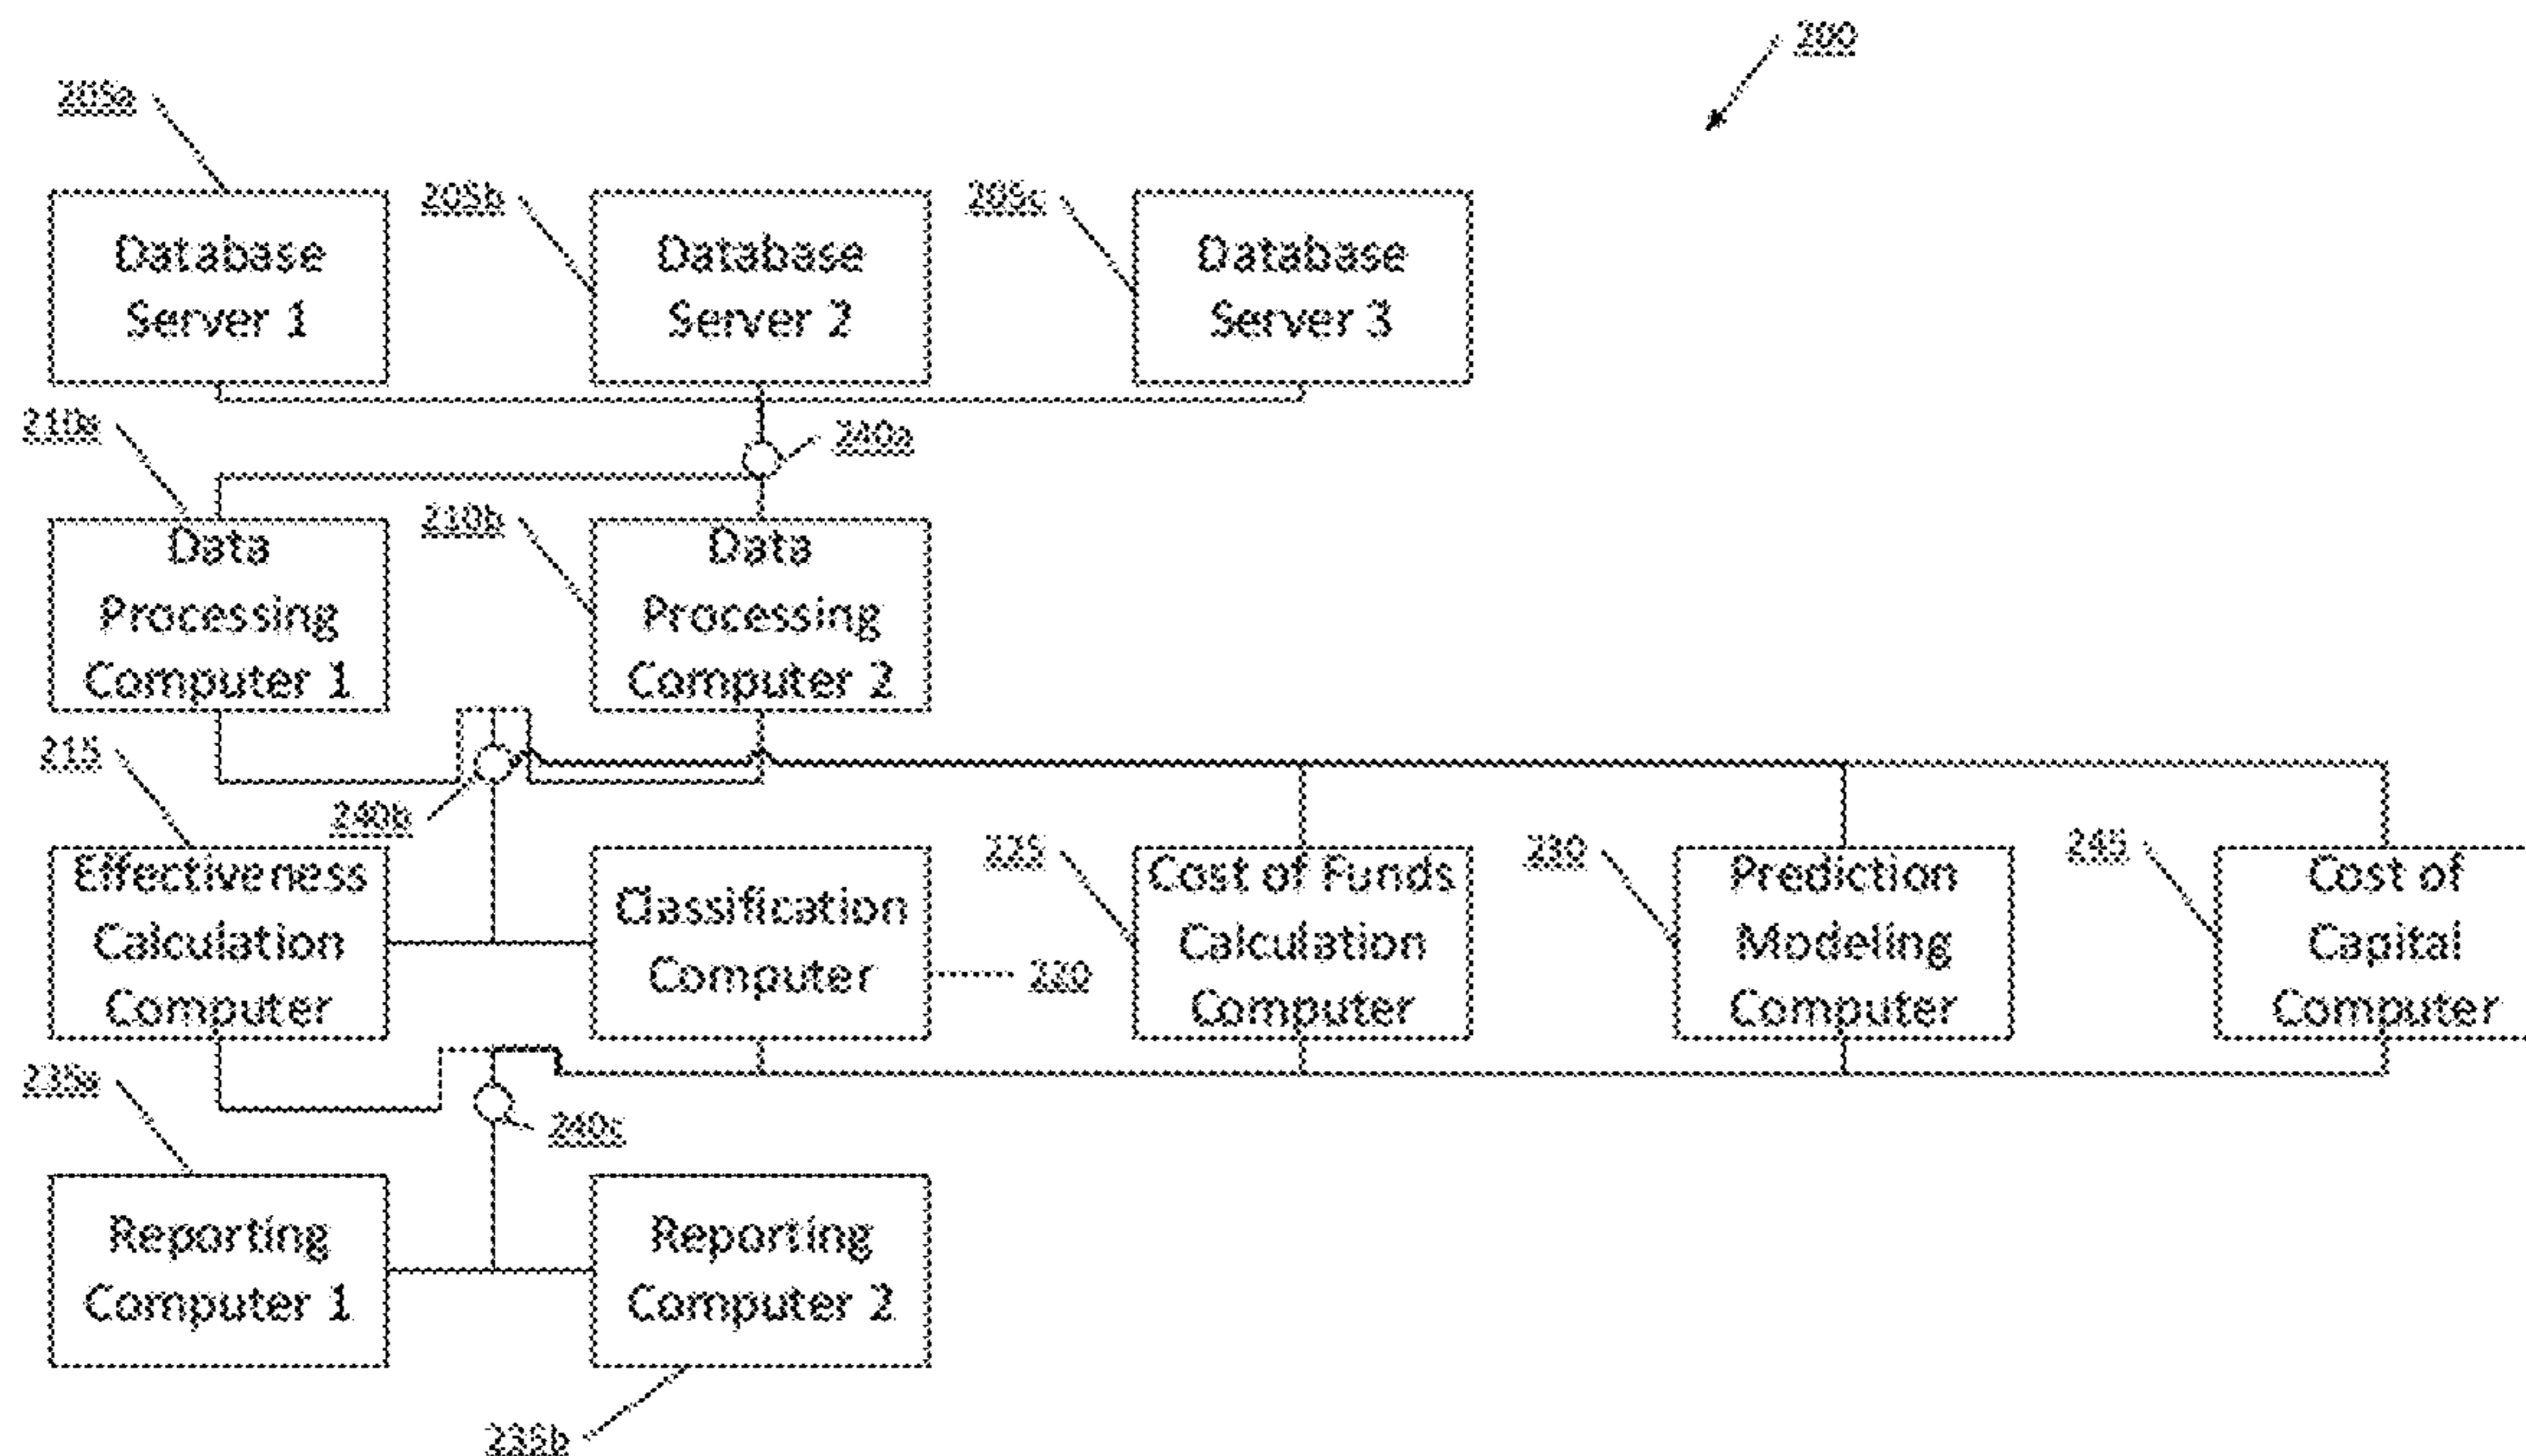 200
205a
205b
205c
Database
Server 1
Database
Server 2
Database
Server 3
210a
240a
210b
Data
Processing
Computer 1
Data
Processing
Computer 2
215
240b
225
230
245
Effectiveness
Calculation
Computer
Classification
Computer
220
Cost of Funds
Calculation
Computer
Prediction
Modeling
Computer
Cost of
Capital
Computer
235a
240c
Reporting
Computer 1
Reporting
Computer 2
235b